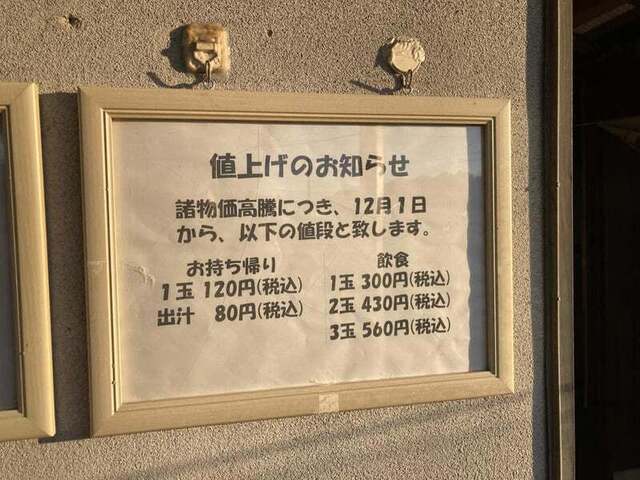 値上げのお知らせ
諸物価高騰につき、12月1日
から、以下の値段と致します。
お持ち帰り
1玉 120円(税込)
出汁 80円(税込)
飲食
1玉 300円(税込)
2玉 430円(税込)
3玉 560円(税込)